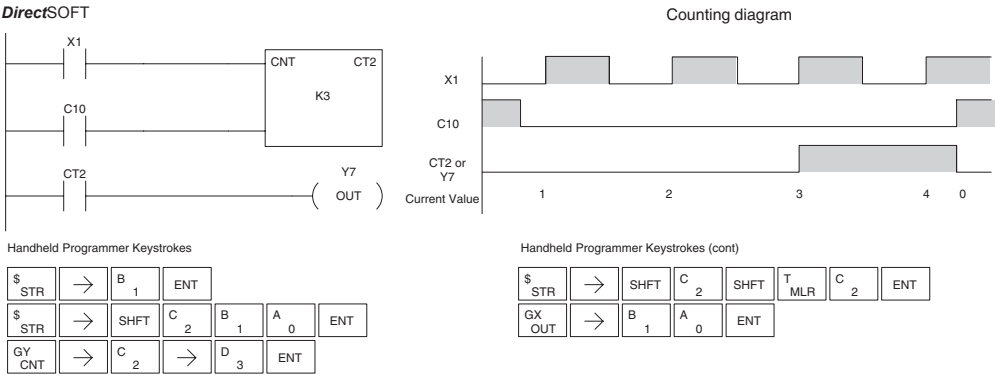 DirectSOFT
X1
CNT CT2
K3
C10
CT2
Y7
OUT
Counting diagram
X1
C10
CT2 or
Y7
Current Value 1 2 3 4 0
Handheld Programmer Keystrokes
$ STR → B 1 ENT
$ STR → SHFT C 2 B 1 A 0 ENT
GY CNT → C 2 → D 3 ENT
Handheld Programmer Keystrokes (cont)
$ STR → SHFT C 2 SHFT T MLR C 2 ENT
GX OUT → B 1 A 0 ENT